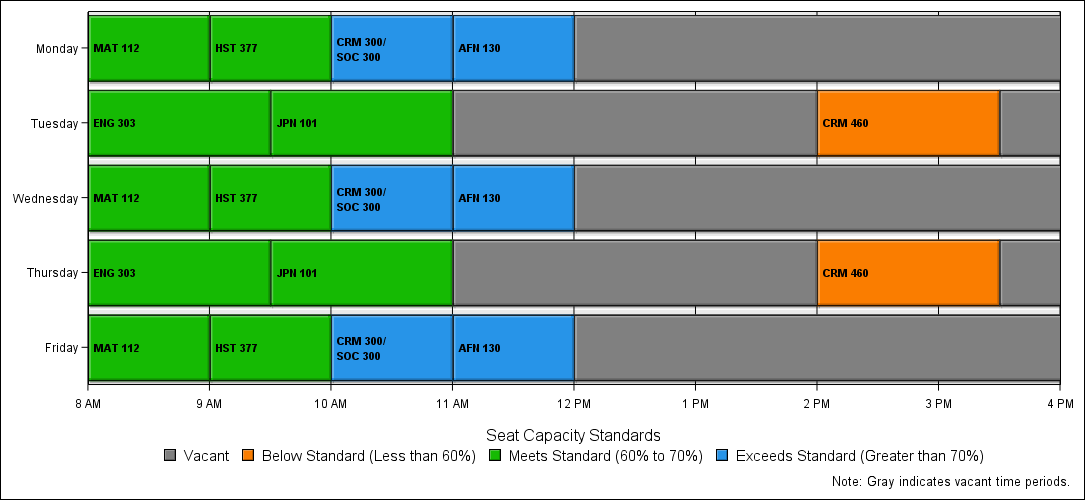 Monday
MAT 112
HST 377
CRM 300/
SOC 300
AFN 130
Tuesday
ENG 303
JPN 101
CRM 460
Wednesday
MAT 112
HST 377
CRM 300/
SOC 300
AFN 130
Thursday
ENG 303
JPN 101
CRM 460
Friday
MAT 112
HST 377
CRM 300/
SOC 300
AFN 130
8 AM 9 AM 10 AM 11 AM 12 PM 1 PM 2 PM 3 PM 4 PM
Seat Capacity Standards
Vacant Below Standard (Less than 60%) Meets Standard (60% to 70%) Exceeds Standard (Greater than 70%)
Note: Gray indicates vacant time periods.